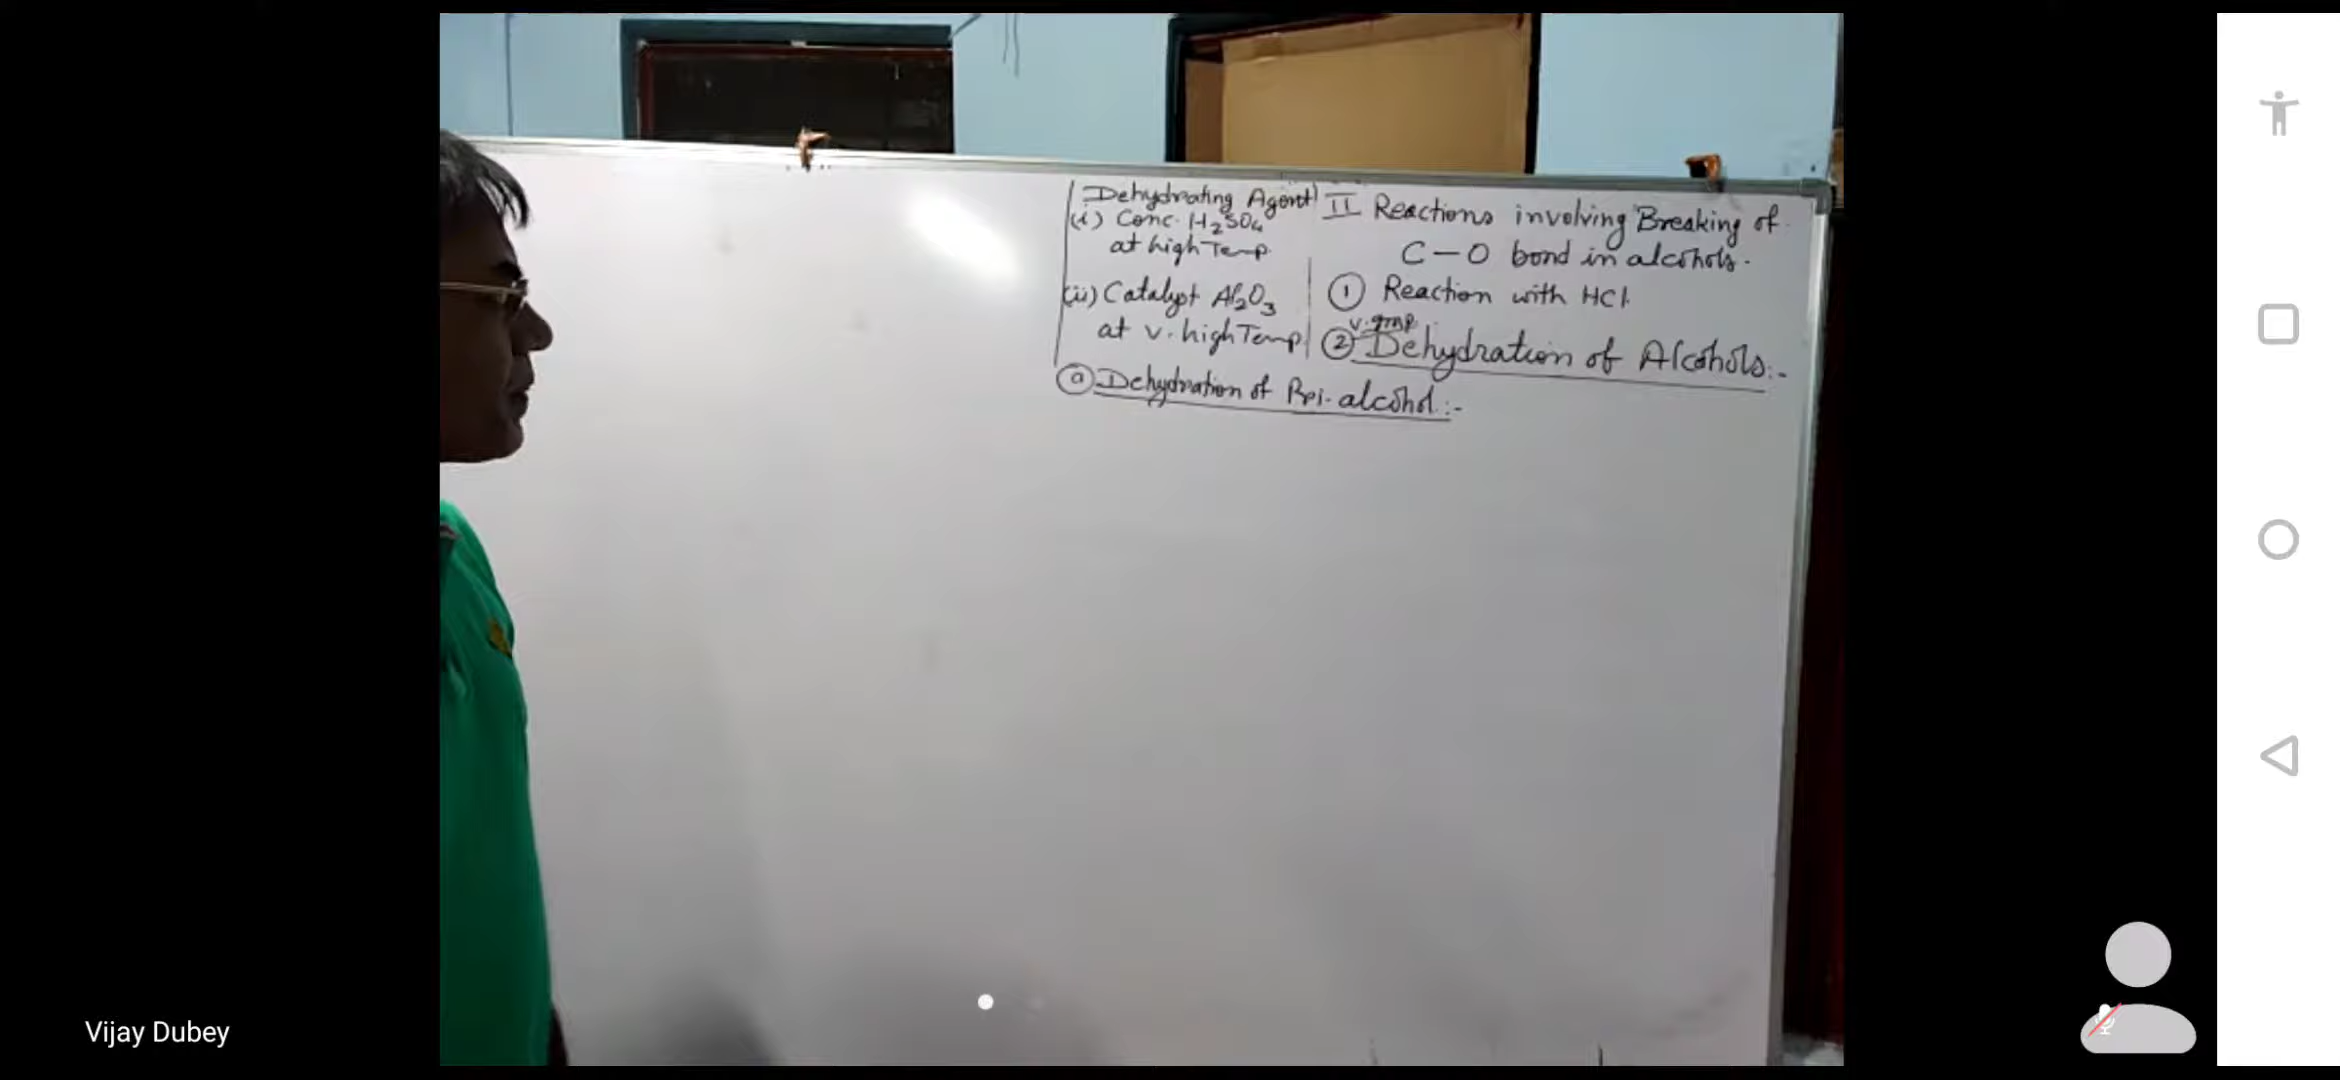 Dehydrating Agent
(i) Conc. H2SO4
at high Temp.
(ii) Catalyst Al2O3
at v. high Temp.
II Reactions involving Breaking of
C-O bond in alcohols.
① Reaction with HCl.
v. imp.
② Dehydration of Alcohols:-
ⓐ Dehydration of Pri-alcohol:-
Vijay Dubey